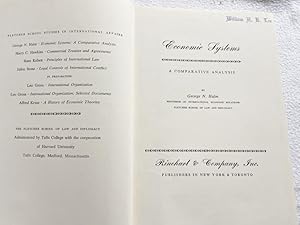 FLETCHER SCHOOL STUDIES IN INTERNATIONAL AFFAIRS
George N. Halm : Economic Systems: A Comparative Analysis
Harry C. Hawkins : Commercial Treaties and Agreements
Hans Kelsen : Principles of International Law
Julius Stone : Legal Controls of International Conflict
IN PREPARATION:
Leo Gross : International Organization
Leo Gross : International Organization, Selected Documents
Alfred Kraus : A History of Economic Theories
THE FLETCHER SCHOOL OF LAW AND DIPLOMACY
Administered by Tufts College with the cooperation
of Harvard University
Tufts College, Medford, Massachusetts
William
Lee
Economic Systems
A COMPARATIVE ANALYSIS
BY
George N. Halm
PROFESSOR OF INTERNATIONAL ECONOMIC RELATIONS
FLETCHER SCHOOL OF LAW AND DIPLOMACY
Rinehart & Company, Inc.
PUBLISHERS IN NEW YORK & TORONTO